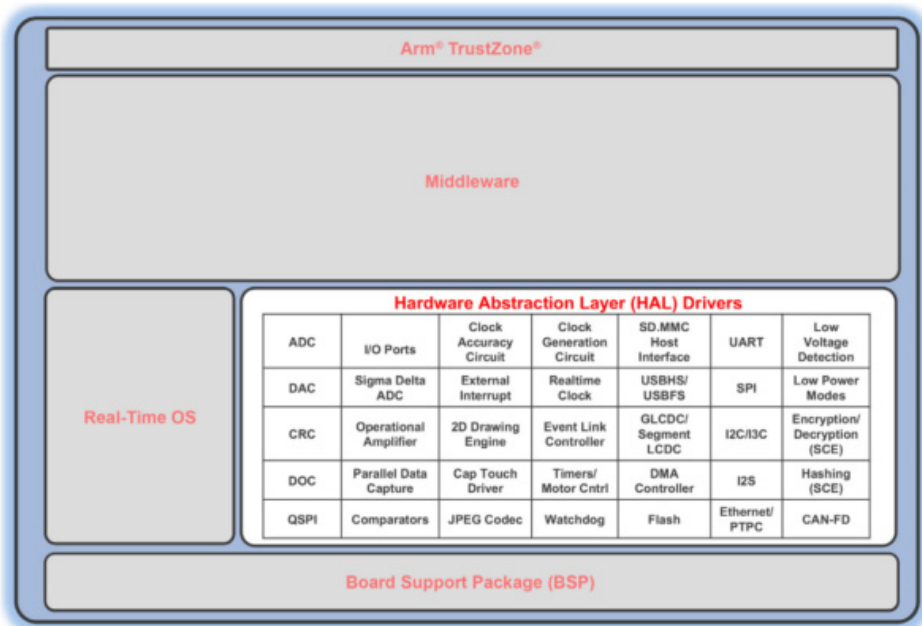 Arm® TrustZone®
Middleware
Real-Time OS
Hardware Abstraction Layer (HAL) Drivers
ADC
I/O Ports
Clock
Accuracy
Circuit
Clock
Generation
Circuit
SD.MMC
Host
Interface
UART
Low
Voltage
Detection
DAC
Sigma Delta
ADC
External
Interrupt
Realtime
Clock
USBHS/
USBFS
SPI
Low Power
Modes
CRC
Operational
Amplifier
2D Drawing
Engine
Event Link
Controller
GLCDC/
Segment
LCDC
I2C/I3C
Encryption/
Decryption
(SCE)
DOC
Parallel Data
Capture
Cap Touch
Driver
Timers/
Motor Cntrl
DMA
Controller
I2S
Hashing
(SCE)
QSPI
Comparators
JPEG Codec
Watchdog
Flash
Ethernet/
PTPC
CAN-FD
Board Support Package (BSP)